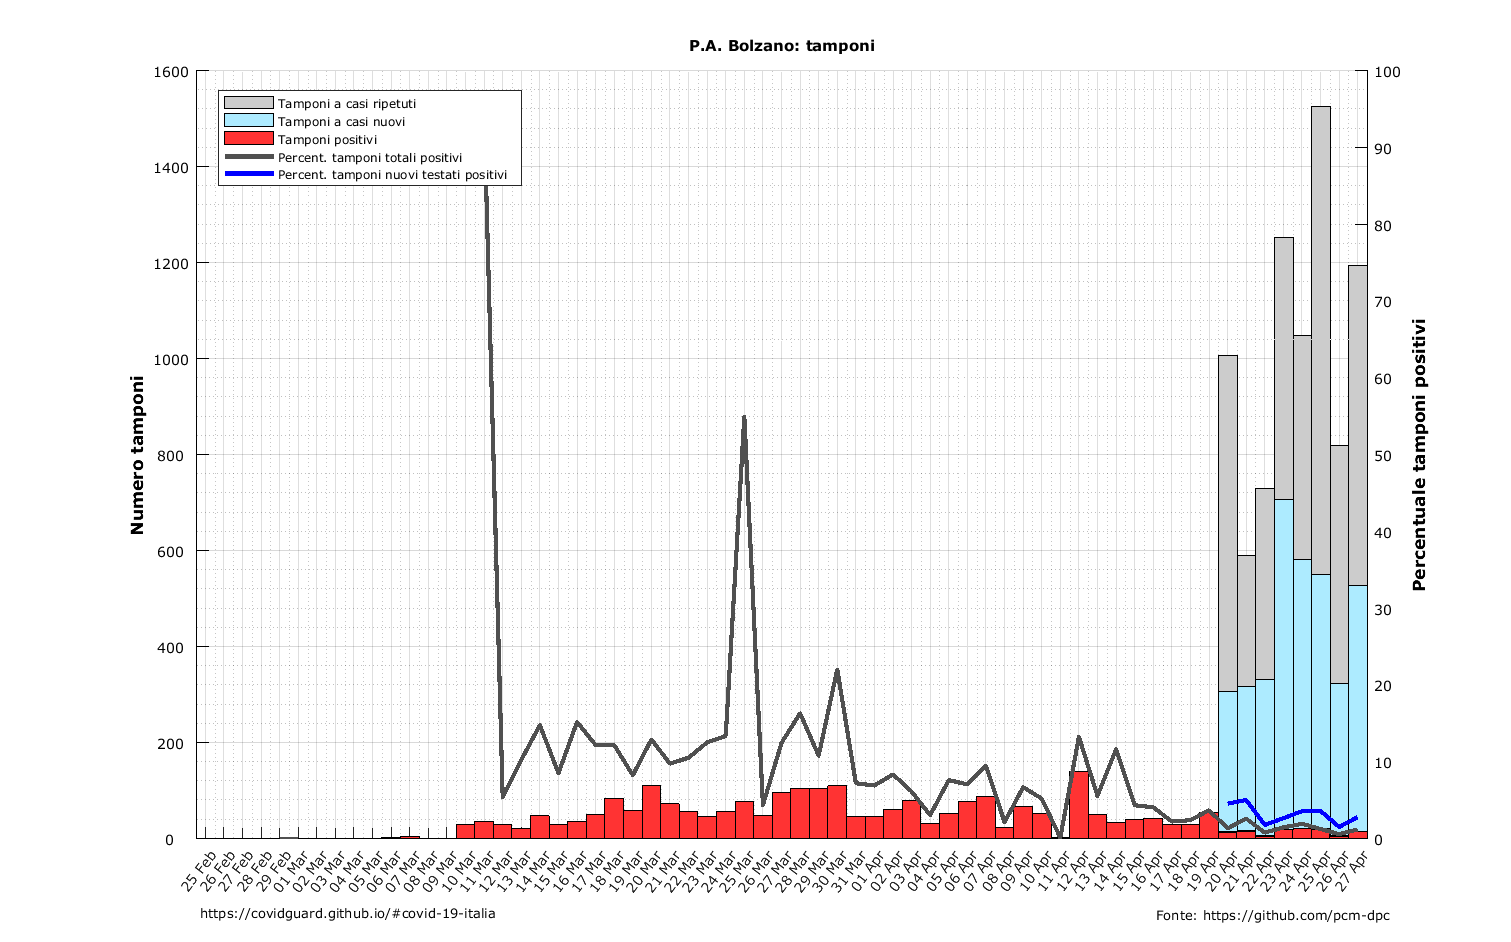 P.A. Bolzano: tamponi
1600
1400
1200
1000
800
600
400
200
0
Numero tamponi
Tamponi a casi ripetuti
Tamponi a casi nuovi
Tamponi positivi
Percent. tamponi totali positivi
Percent. tamponi nuovi testati positivi
100
90
80
70
60
50
40
30
20
10
0
Percentuale tamponi positivi
25 Feb
26 Feb
27 Feb
28 Feb
29 Feb
01 Mar
02 Mar
03 Mar
04 Mar
05 Mar
06 Mar
07 Mar
08 Mar
09 Mar
10 Mar
11 Mar
12 Mar
13 Mar
14 Mar
15 Mar
16 Mar
17 Mar
18 Mar
19 Mar
20 Mar
21 Mar
22 Mar
23 Mar
24 Mar
25 Mar
26 Mar
27 Mar
28 Mar
29 Mar
30 Mar
31 Mar
01 Apr
02 Apr
03 Apr
04 Apr
05 Apr
06 Apr
07 Apr
08 Apr
09 Apr
10 Apr
11 Apr
12 Apr
13 Apr
14 Apr
15 Apr
16 Apr
17 Apr
18 Apr
19 Apr
20 Apr
21 Apr
22 Apr
23 Apr
24 Apr
25 Apr
26 Apr
27 Apr
https://covidguard.github.io/#covid-19-italia
Fonte: https://github.com/pcm-dpc